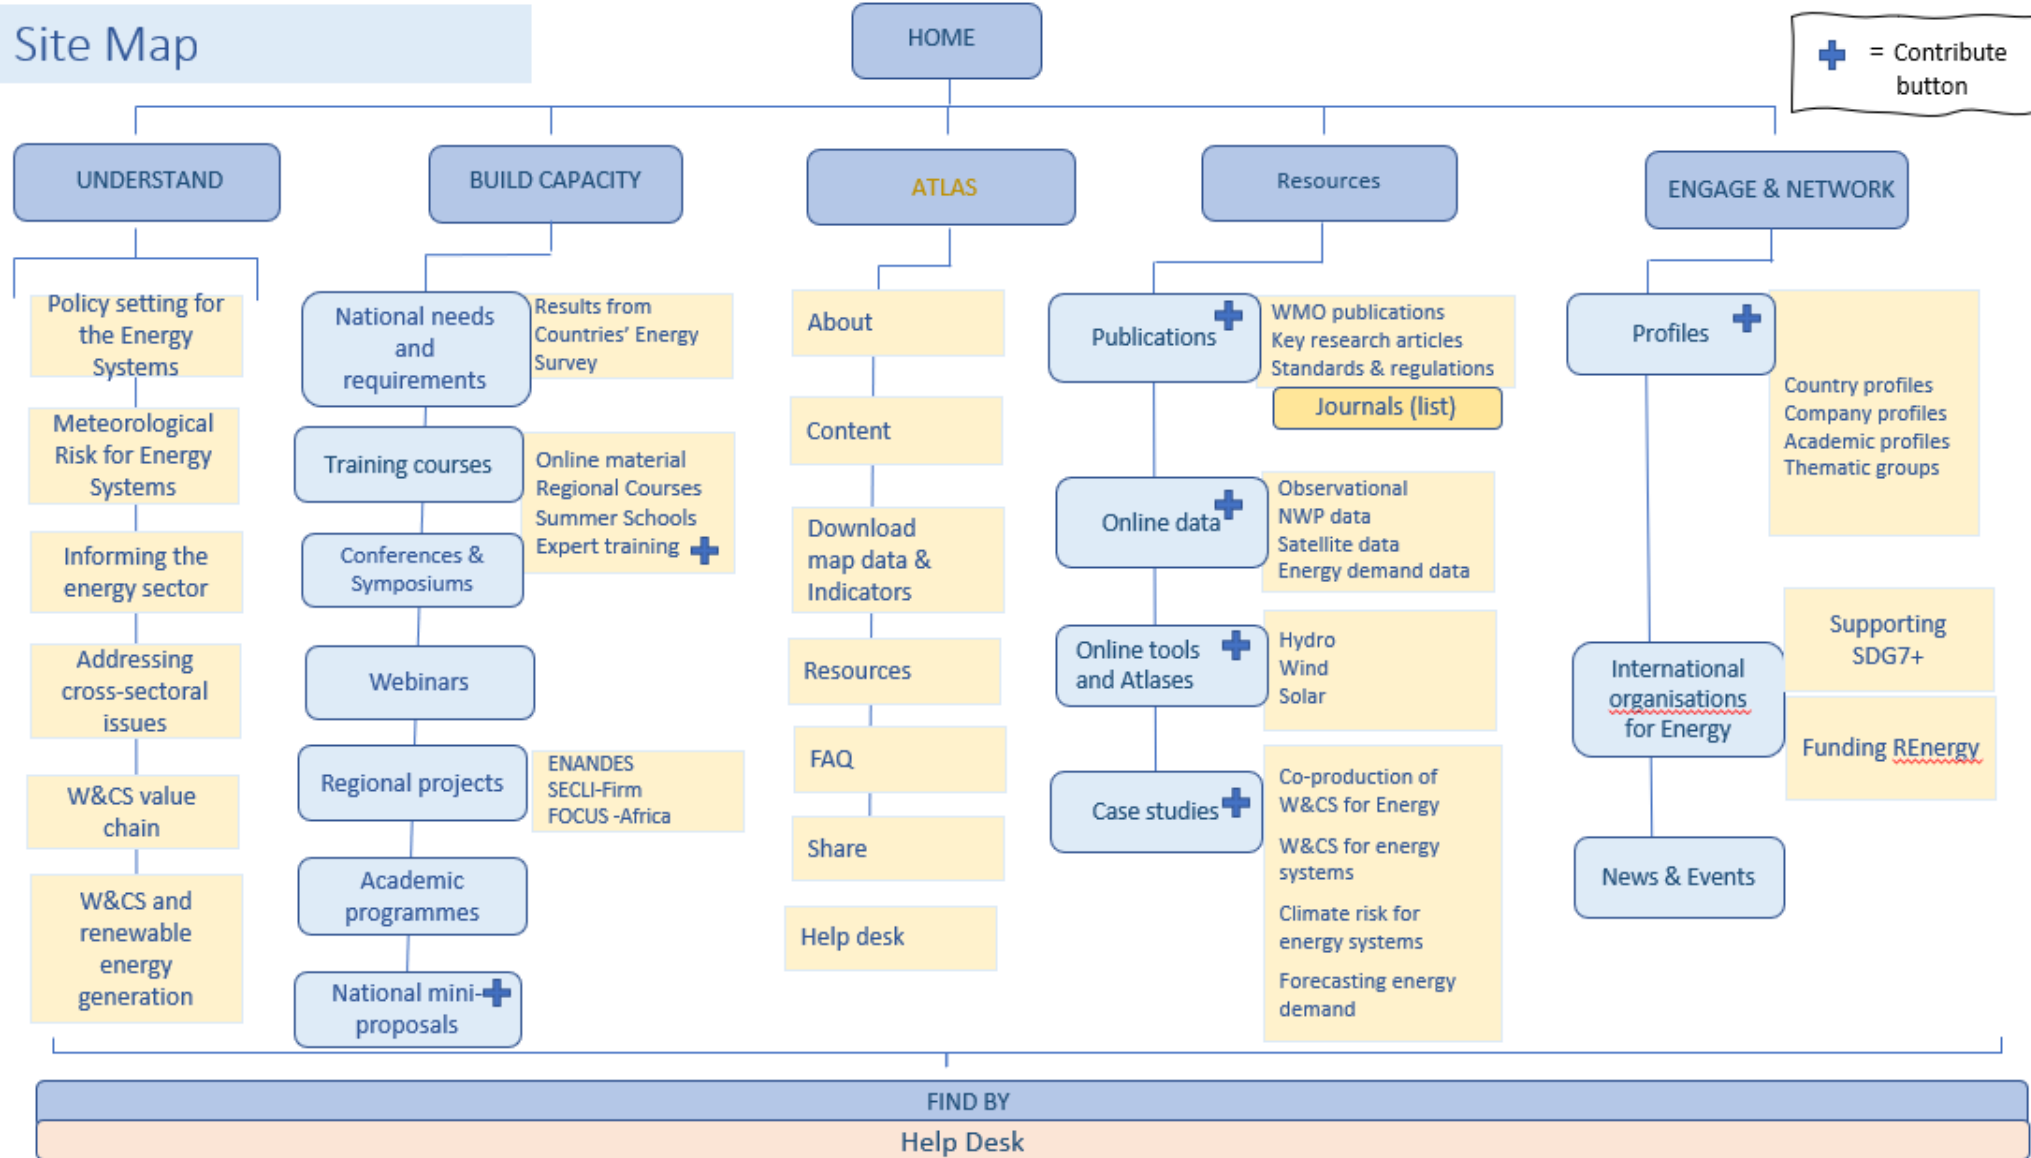 Site Map
HOME
= Contribute
button
UNDERSTAND
BUILD CAPACITY
ATLAS
Resources
ENGAGE & NETWORK
Policy setting for
the Energy
Systems
Meteorological
Risk for Energy
Systems
Informing the
energy sector
Addressing
cross-sectoral
issues
W&CS value
chain
W&CS and
renewable
energy
generation
National needs
and
requirements
Results from
Countries' Energy
Survey
Training courses
Online material
Regional Courses
Summer Schools
Expert training
Conferences &
Symposiums
Webinars
Regional projects
ENANDES
SECLI-Firm
FOCUS -Africa
Academic
programmes
National mini-
proposals
About
Content
Download
map data &
Indicators
Resources
FAQ
Share
Help desk
Publications
WMO publications
Key research articles
Standards & regulations
Journals (list)
Online data
Observational
NWP data
Satellite data
Energy demand data
Online tools
and Atlases
Hydro
Wind
Solar
Case studies
Co-production of
W&CS for Energy
W&CS for energy
systems
Climate risk for
energy systems
Forecasting energy
demand
Profiles
Country profiles
Company profiles
Academic profiles
Thematic groups
International
organisations
for Energy
Supporting
SDG7+
Funding REnergy
News & Events
FIND BY
Help Desk